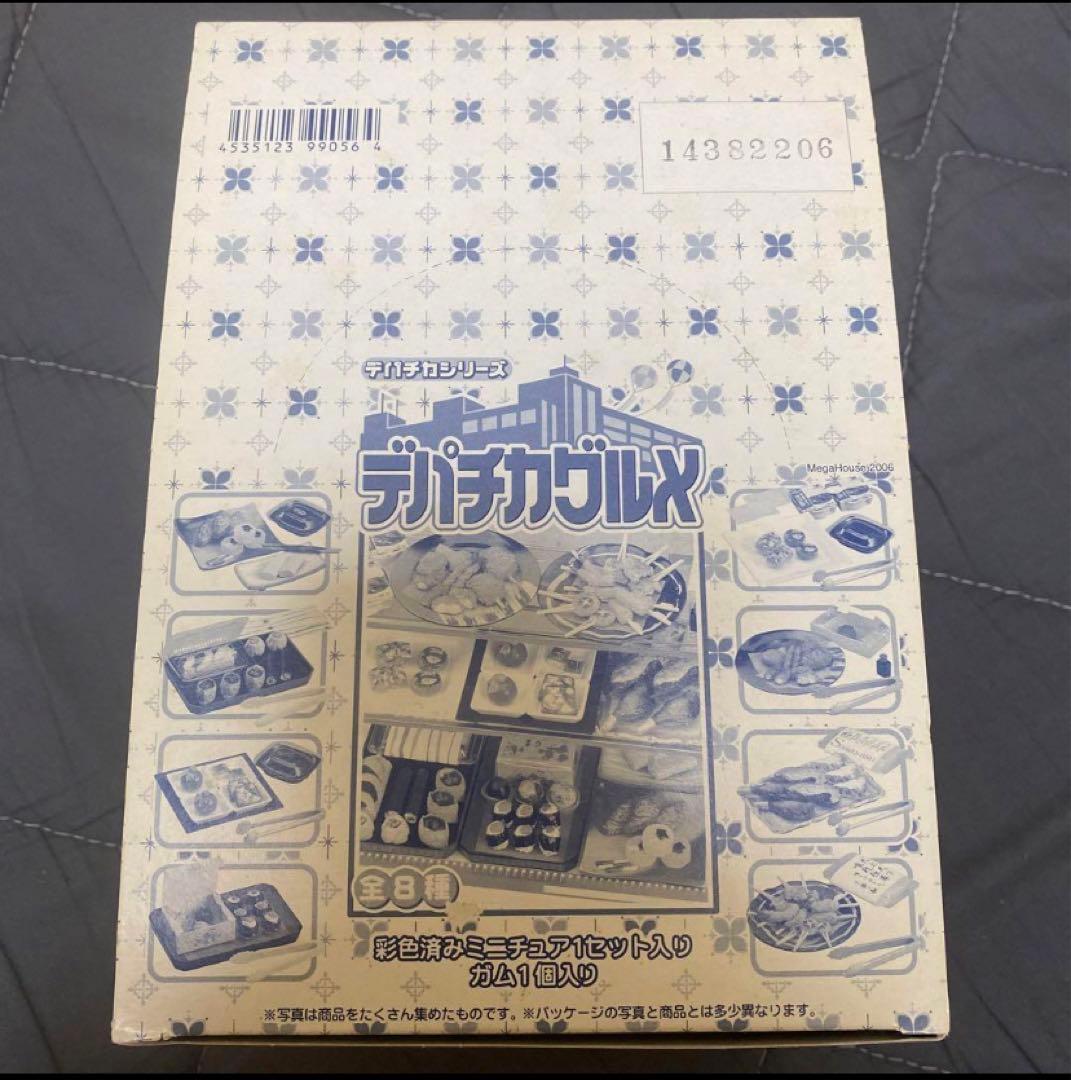 4535123 990564
14382206
デパチカシリーズ
デパチカグルメ
MegaHouse 2006
全8種
彩色済みミニチュア1セット入り
ガム1個入り
※写真は商品をたくさん集めたものです。※パッケージの写真と商品とは多少異なります。